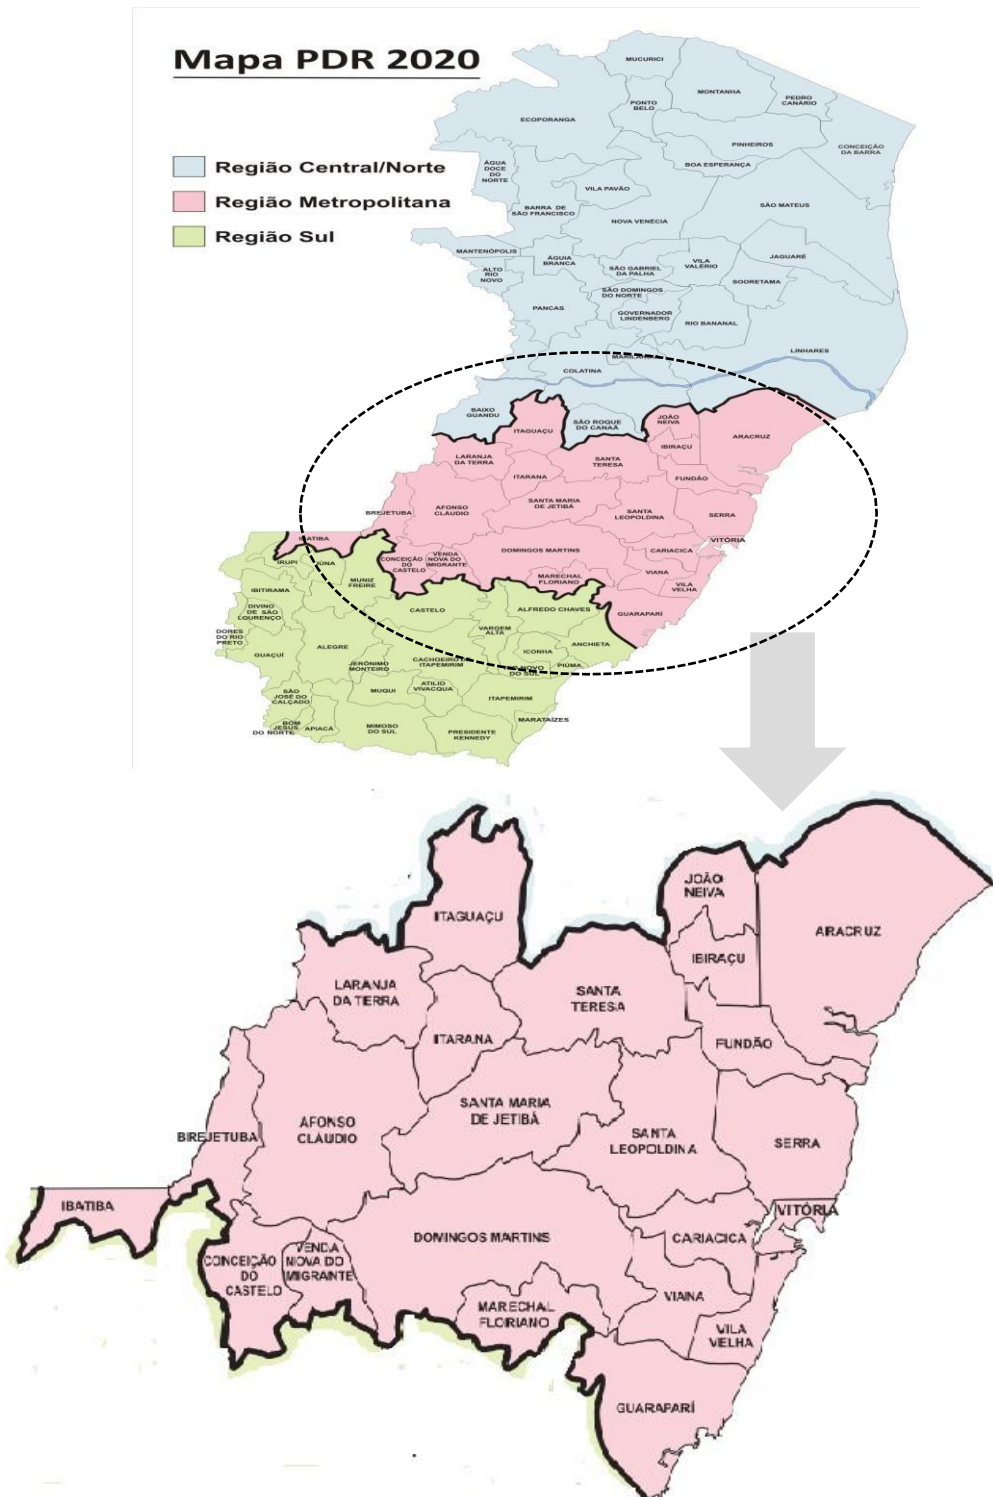 Mapa PDR 2020
Região Central/Norte
Região Metropolitana
Região Sul
MUCURICI
MONTANHA
PEDRO
CANÁRIO
PONTO
BELO
ECOPORANGA
PINHEIROS
CONCEIÇÃO
DA BARRA
ÁGUA
DOCE
DO
NORTE
BOA ESPERANÇA
VILA PAVÃO
BARRA DE
SÃO FRANCISCO
SÃO MATEUS
NOVA VENÉCIA
MANTENÓPOLIS
ÁGUIA
BRANCA
ALTO
RIO
NOVO
SÃO GABRIEL
DA PALHA
VILA
VALÉRIO
JAGUARÉ
SOORETAMA
SÃO DOMINGOS
DO NORTE
PANCAS
GOVERNADOR
LINDENBERG
RIO BANANAL
LINHARES
COLATINA
BAIXO
GUANDU
ITAGUAÇU
SÃO ROQUE
DO CANAÃ
JOÃO
NEIVA
ARACRUZ
IBIRAÇU
LARANJA
DA TERRA
SANTA
TERESA
ITARANA
FUNDÃO
SANTA MARIA
DE JETIBÁ
AFONSO
CLÁUDIO
BREJETUBA
SANTA
LEOPOLDINA
SERRA
VITÓRIA
IBATIBA
CONCEIÇÃO
DO
CASTELO
VENDA
NOVA DO
IMIGRANTE
DOMINGOS MARTINS
CARIACICA
VIANA
MARECHAL
FLORIANO
VILA
VELHA
GUARAPARÍ
IRUPI
IÚNA
MUNIZ
FREIRE
IBITIRAMA
DIVINO
DE SÃO
LOURENÇO
CASTELO
ALFREDO CHAVES
DORES
DO RIO
PRETO
VARGEM
ALTA
ANCHIETA
GUAÇUÍ
ALEGRE
ICONHA
JERÔNIMO
MONTEIRO
ITAPEMIRIM
DO SUL
PIÚMA
SÃO
JOSÉ DO
CALÇADO
MUQUI
ATILIO
VIVACQUA
ITAPEMIRIM
BOM
JESUS
DO NORTE
APIACÁ
MIMOSO
DO SUL
MARATAÍZES
PRESIDENTE
KENNEDY
ITAGUAÇU
JOÃO
NEIVA
ARACRUZ
IBIRAÇU
LARANJA
DA TERRA
SANTA
TERESA
ITARANA
FUNDÃO
SANTA MARIA
DE JETIBÁ
AFONSO
CLAUDIO
BIREJETUBA
SANTA
LEOPOLDINA
SERRA
IBATIBA
VITÓRIA
DOMINGOS MARTINS
CARIACICA
CONCEIÇÃO
DO
CASTELO
VENDA
NOVA DO
IMIGRANTE
VIANA
MARECHAL
FLORIANO
VILA
VELHA
GUARAPARÍ